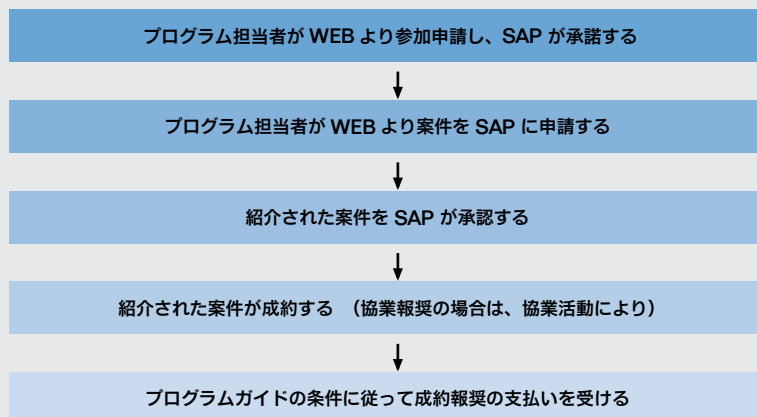 プログラム担当者が WEB より参加申請し、SAP が承諾する
プログラム担当者が WEB より案件を SAP に申請する
紹介された案件を SAP が承認する
紹介された案件が成約する （協業報奨の場合は、協業活動により）
プログラムガイドの条件に従って成約報奨の支払いを受ける